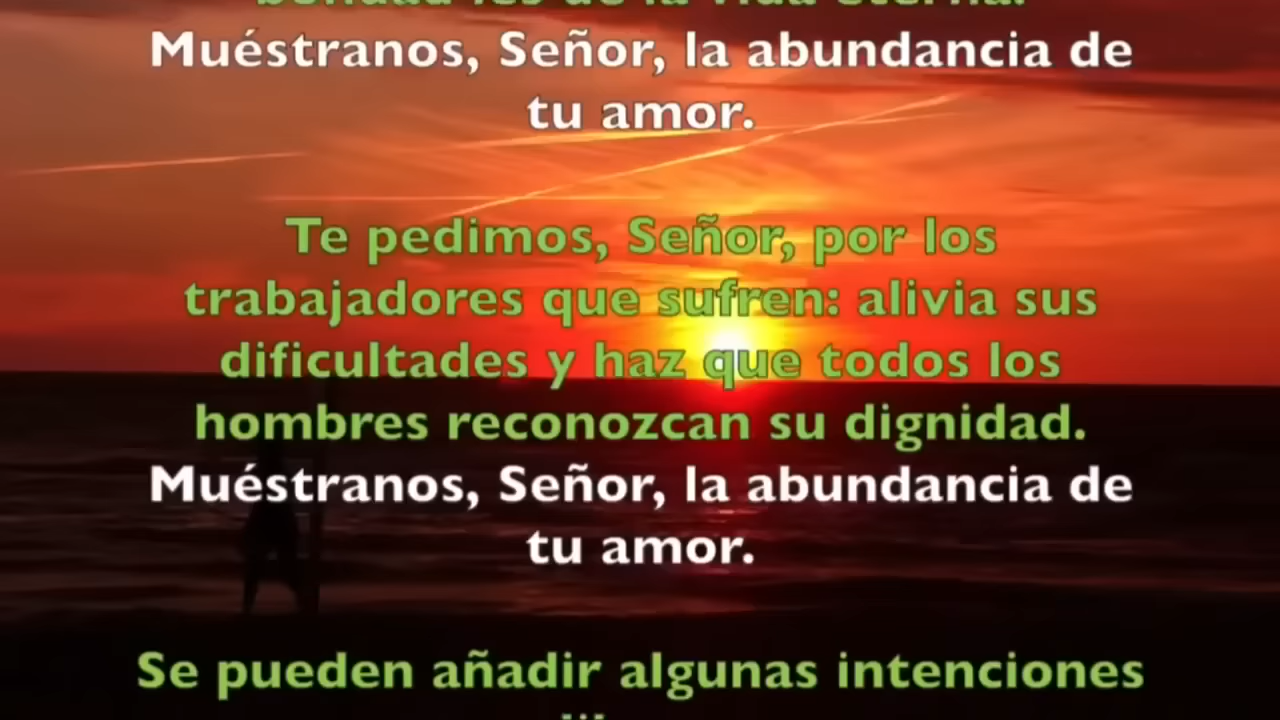 Muéstranos, Señor, la abundancia de
tu amor.
Te pedimos, Señor, por los
trabajadores que sufren: alivia sus
dificultades y haz que todos los
hombres reconozcan su dignidad.
Muéstranos, Señor, la abundancia de
tu amor.
Se pueden añadir algunas intenciones